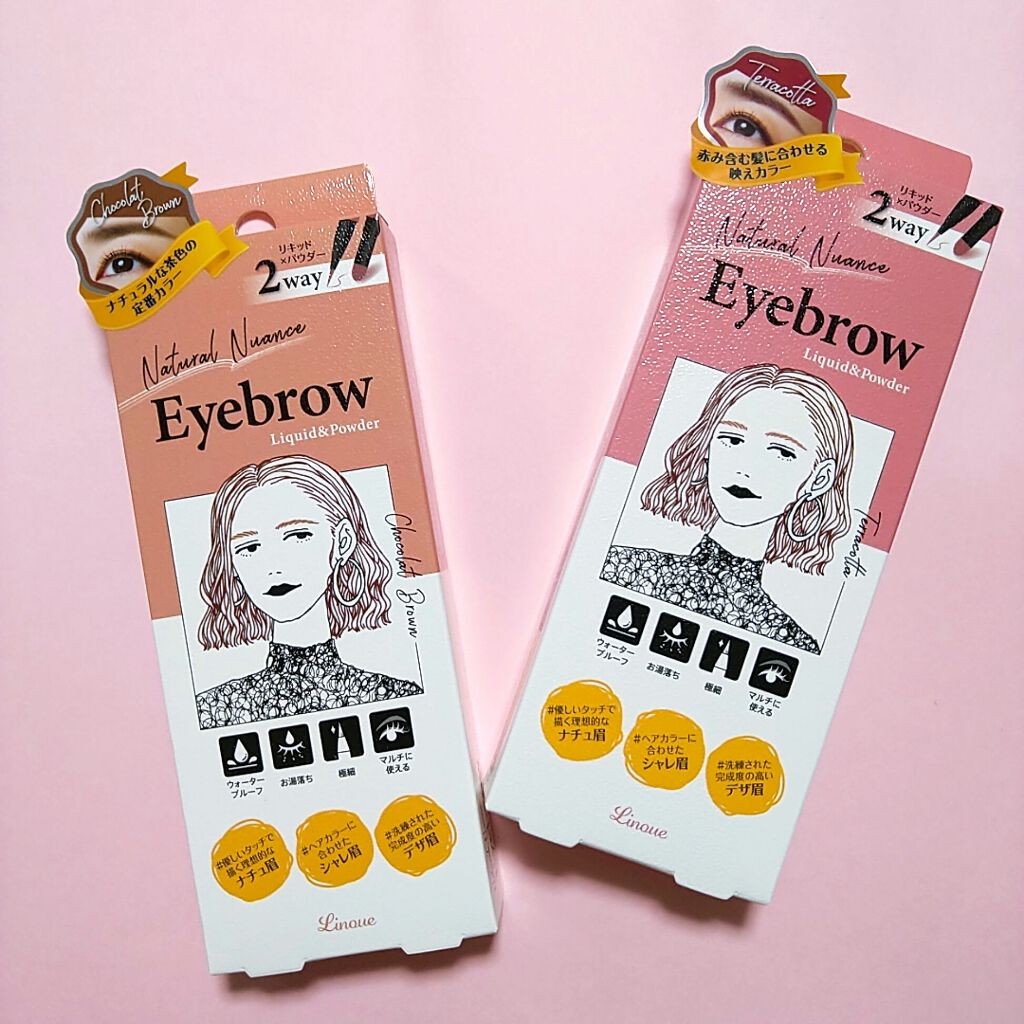 Chocolat
Brown
ナチュラルな茶色の
定番カラー
リキッド
×パウダー
2way
Natural Nuance
Eyebrow
Liquid&Powder
Chocolat Brown
ウォーター
プルーフ
お湯落ち
極細
マルチに
使える
#優しいタッチで
描く理想的な
ナチュ眉
#ヘアカラーに
合わせた
シャレ眉
#洗練された
完成度の高い
デザ眉
Linoue
Terracotta
赤み含む髪に合わせる
映えカラー
リキッド
×パウダー
2way
Natural Nuance
Eyebrow
Liquid&Powder
Terracotta
ウォーター
プルーフ
お湯落ち
極細
マルチに
使える
#優しいタッチで
描く理想的な
ナチュ眉
#ヘアカラーに
合わせた
シャレ眉
#洗練された
完成度の高い
デザ眉
Linoue